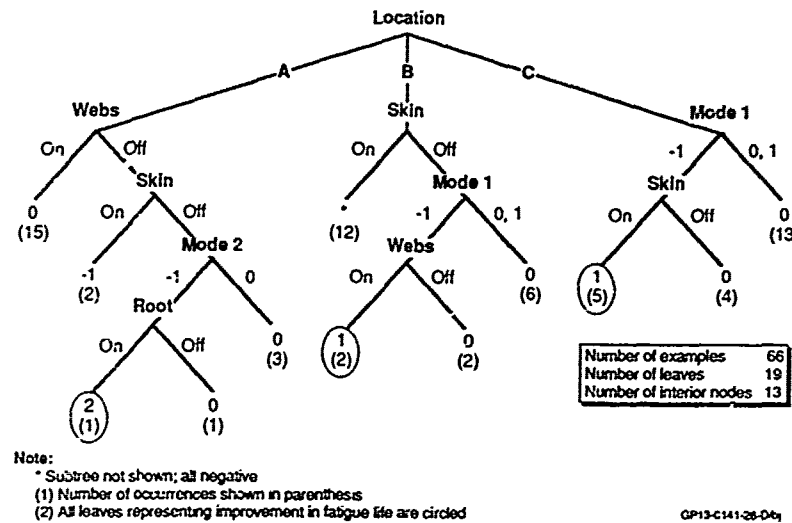 Location
A B C
Webs Skin Mode 1
On Off On Off -1 0, 1
Skin Mode 1 Skin
0 On Off * -1 0, 1 On Off 0
(15) (12) (13)
Mode 2 Webs
-1 -1 0 On Off 0 1 0
(2) (6) (5) (4)
Root
On Off 0 1 0
(3) (2) (2)
2 0
(1) (1)
Number of examples 66
Number of leaves 19
Number of interior nodes 13
Note:
* Subtree not shown; all negative
(1) Number of occurrences shown in parenthesis
(2) All leaves representing improvement in fatigue life are circled